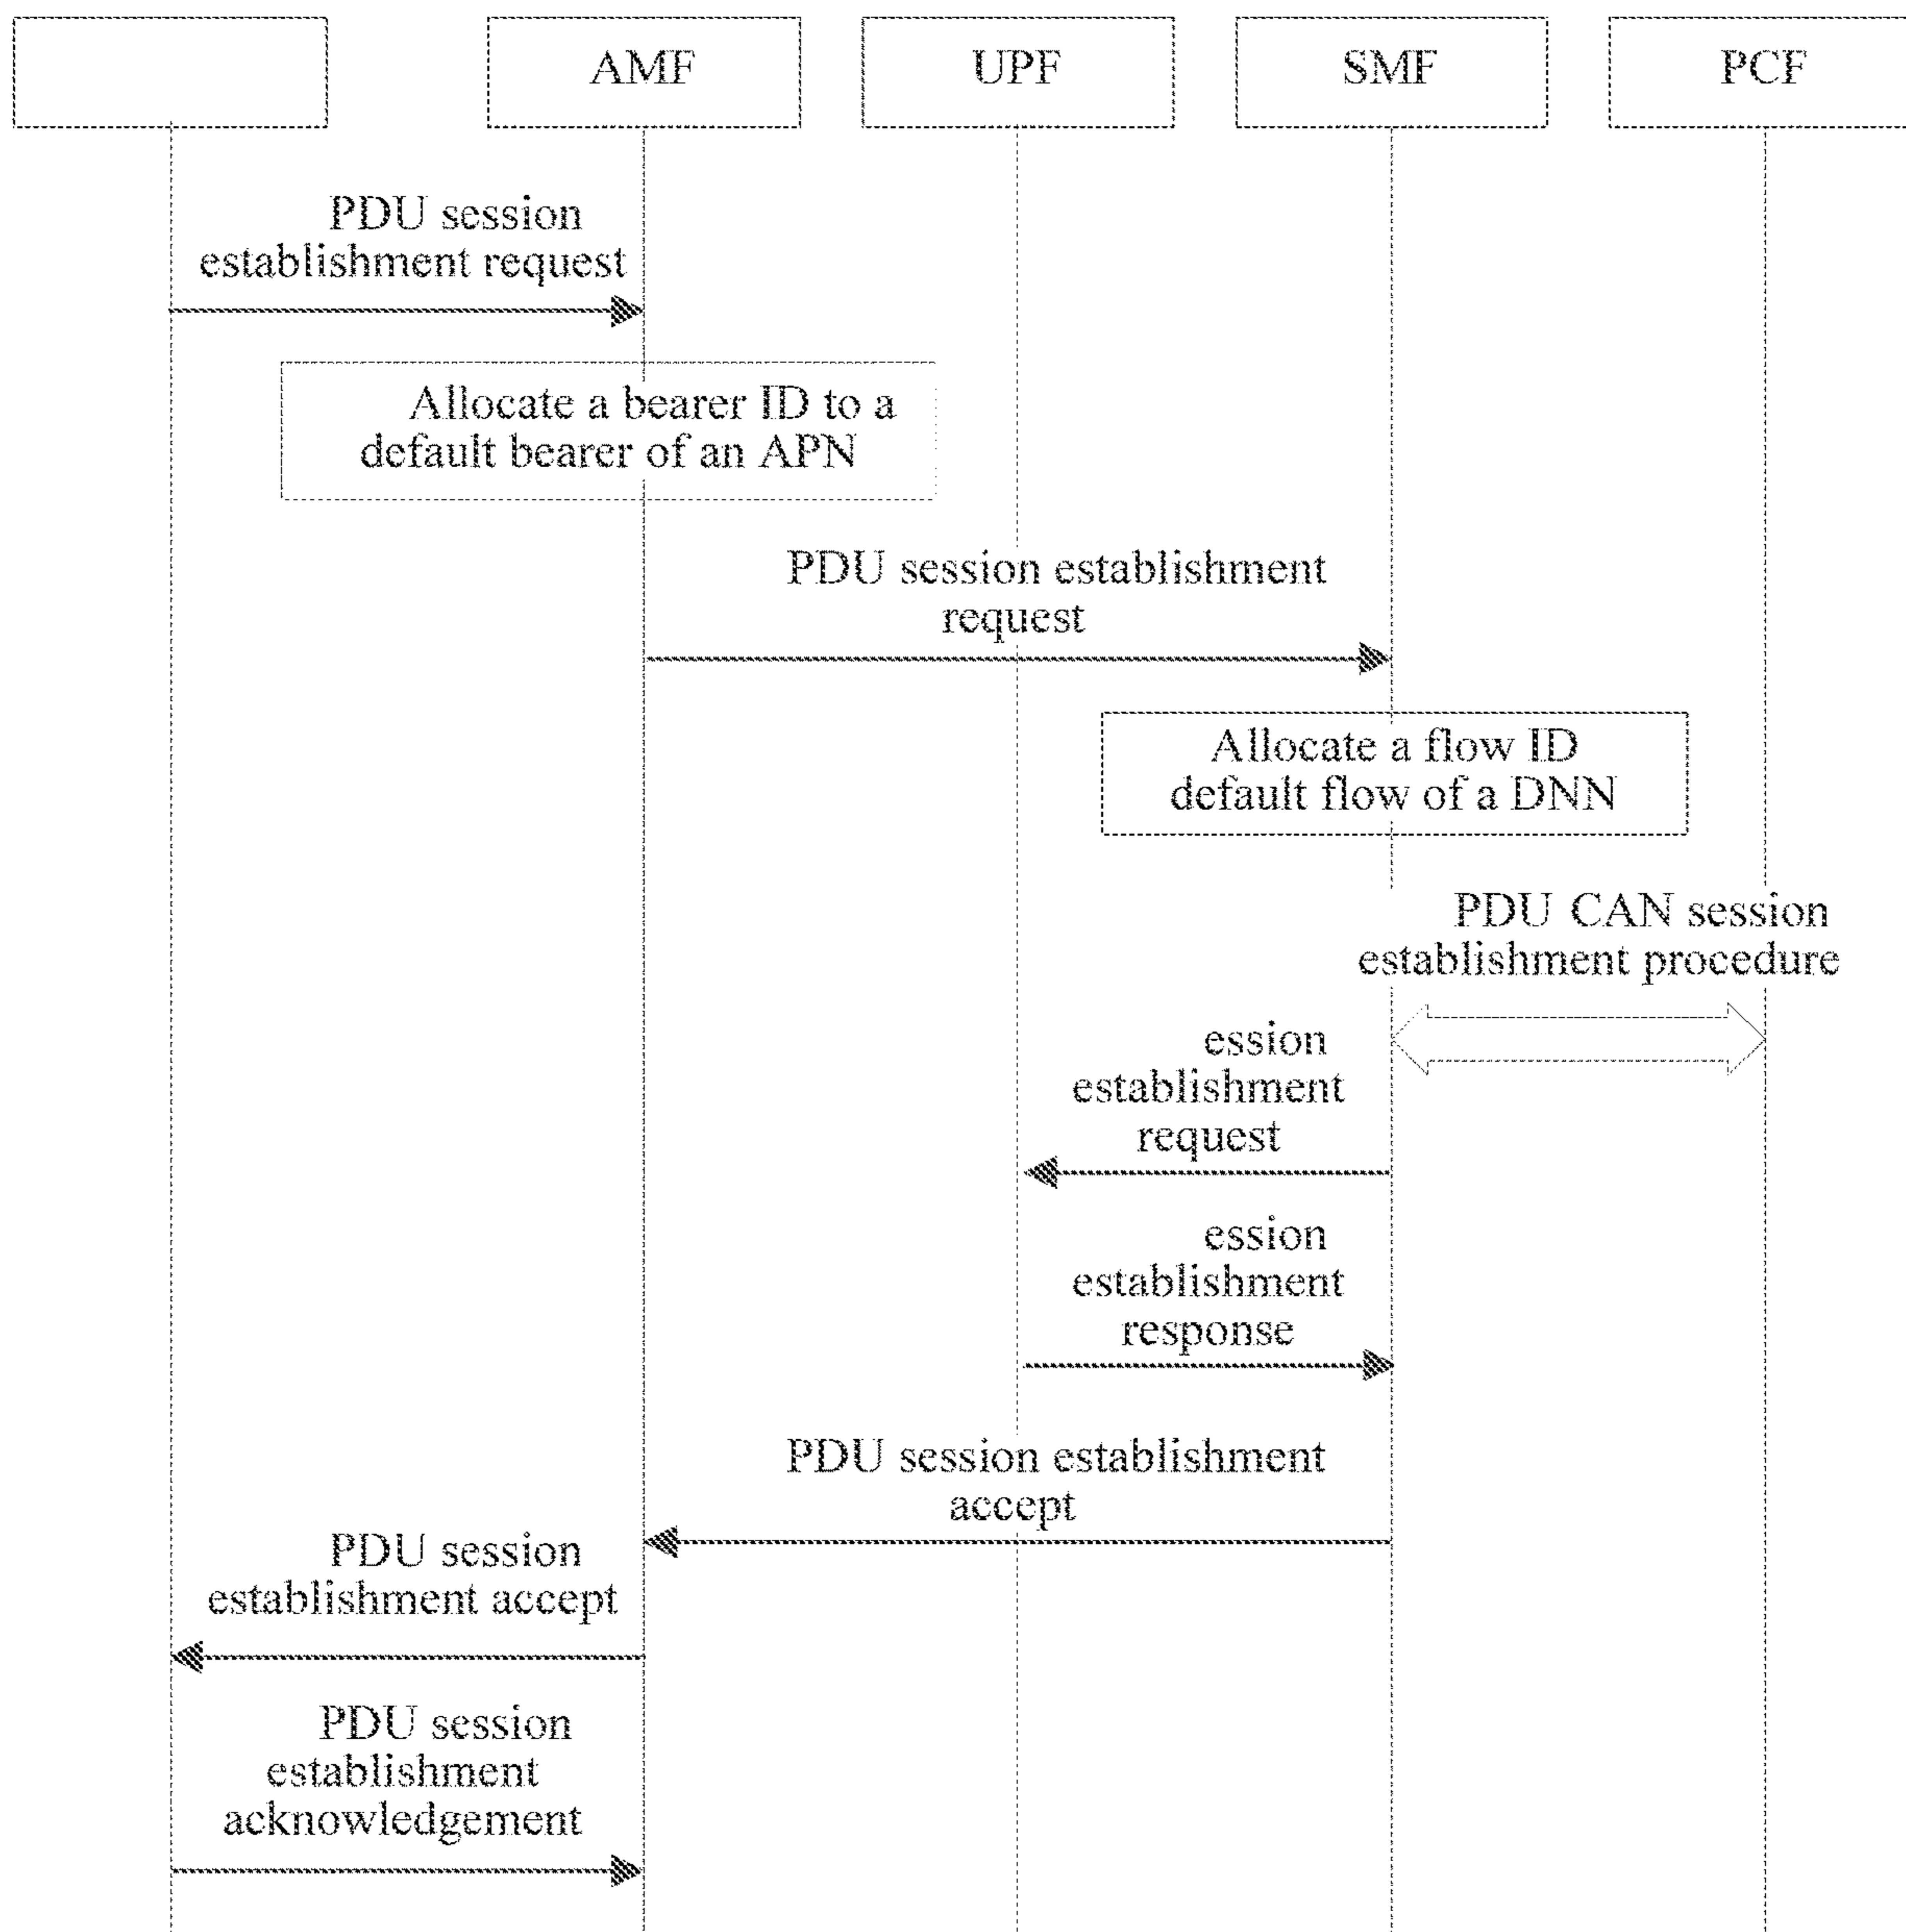 AMF
UPF
SMF
PCF
PDU session
establishment request
Allocate a bearer ID to a
default bearer of an APN
PDU session establishment
request
Allocate a flow ID
default flow of a DNN
PDU CAN session
establishment procedure
ession
establishment
request
ession
establishment
response
PDU session establishment
accept
PDU session
establishment accept
PDU session
establishment
acknowledgement